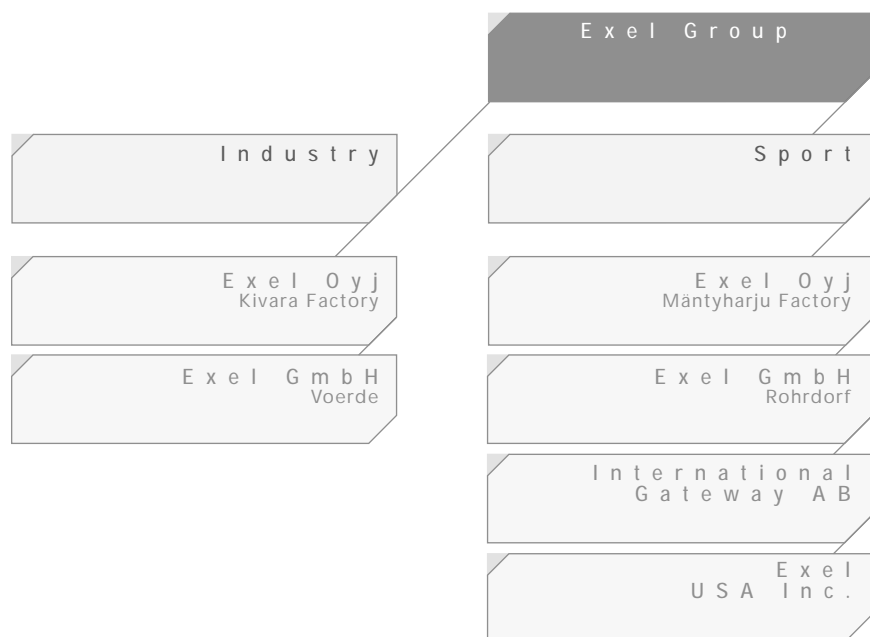 Exel Group
Industry
Sport
Exel Oyj
Kivara Factory
Exel Oyj
Mäntyharju Factory
Exel GmbH
Voerde
Exel GmbH
Rohrdorf
International
Gateway AB
Exel
USA Inc.